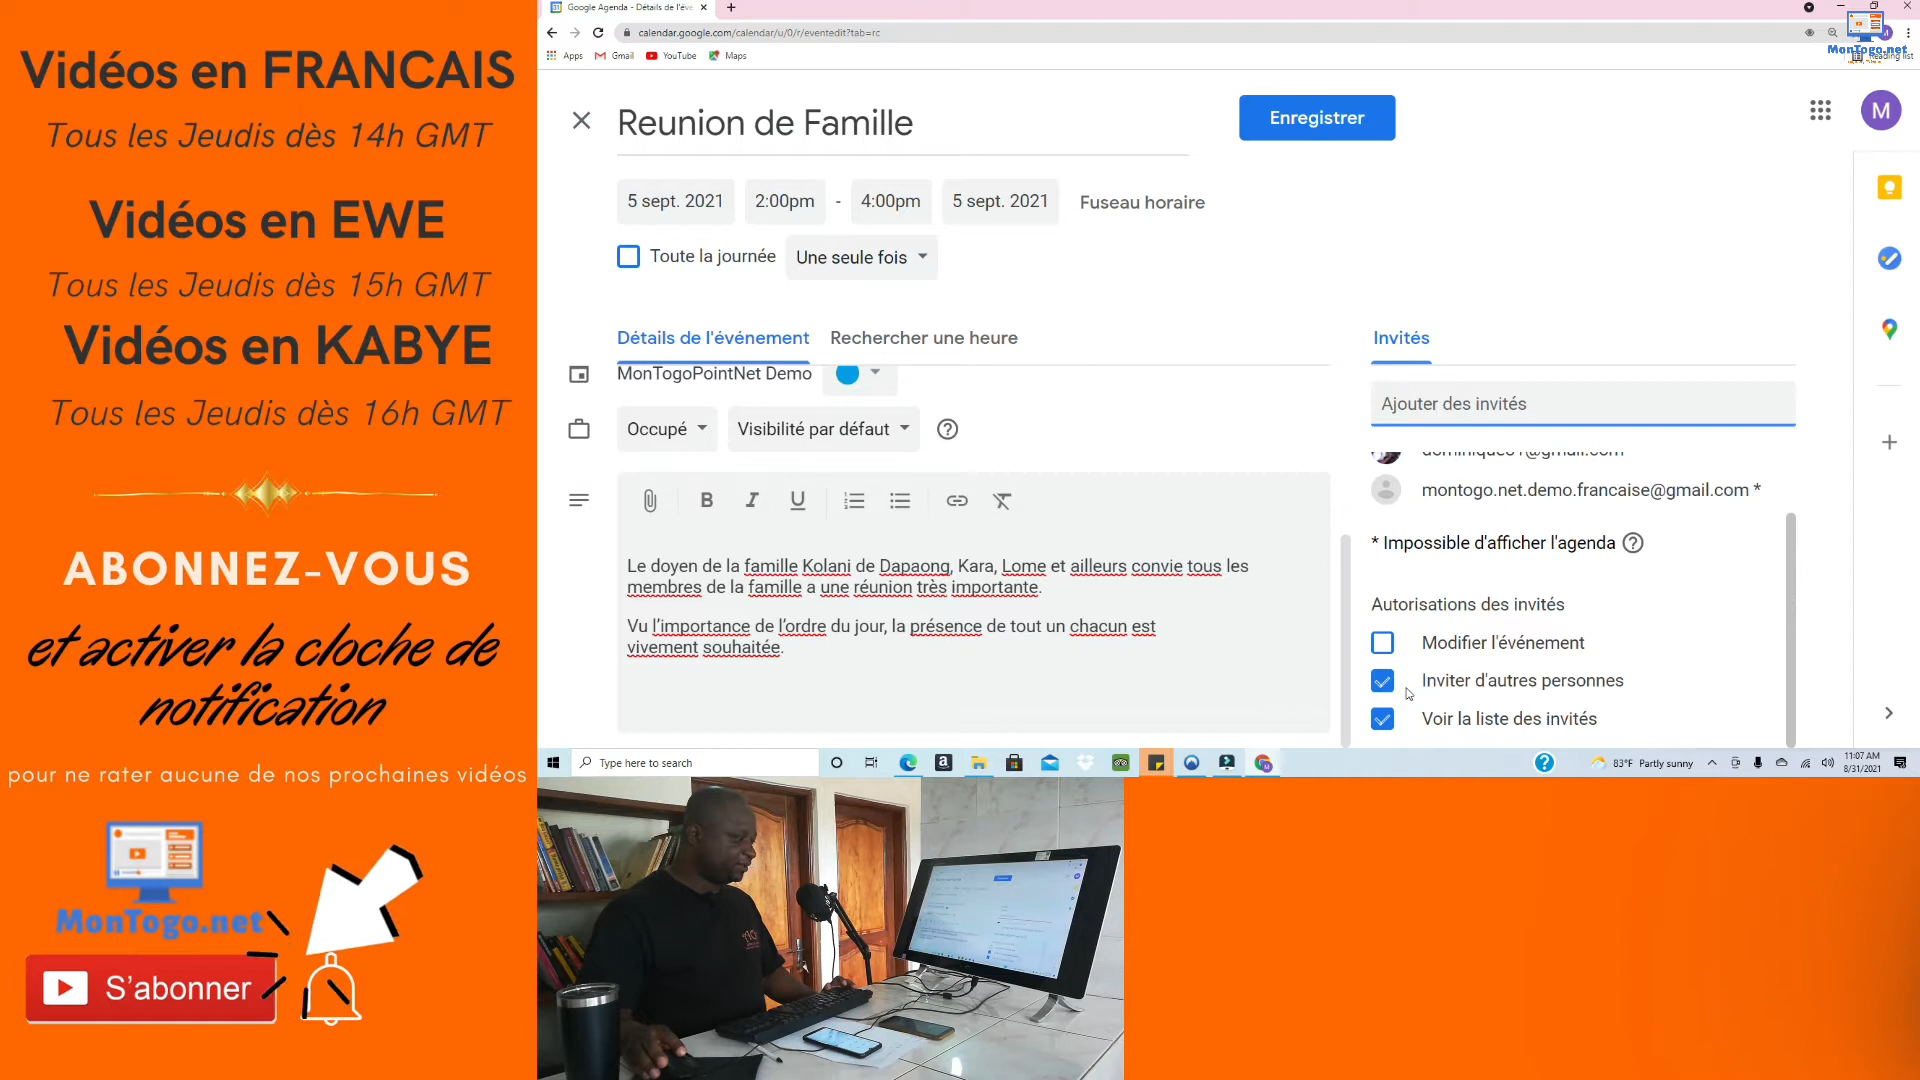 Vidéos en FRANCAIS
Tous les Jeudis dès 14h GMT
Vidéos en EWE
Tous les Jeudis dès 15h GMT
Vidéos en KABYE
Tous les Jeudis dès 16h GMT
ABONNEZ-VOUS
et activer la cloche de
notification
pour ne rater aucune de nos prochaines vidéos
MonTogo.net
S'abonner
Google Agenda - Détails de l'éve
calendar.google.com/calendar/u/0/r/eventedit?tab=rc
MonTogo.net
Apps Gmail YouTube Maps
Reading list
Reunion de Famille
Enregistrer
M
5 sept. 2021 2:00pm - 4:00pm 5 sept. 2021 Fuseau horaire
Toute la journée Une seule fois
Détails de l'événement Rechercher une heure
Invités
MonTogoPointNet Demo
Ajouter des invités
Occupé Visibilité par défaut
montogo.net.demo.francaise@gmail.com *
* Impossible d'afficher l'agenda
Le doyen de la famille Kolani de Dapaong, Kara, Lome et ailleurs convie tous les
membres de la famille a une réunion très importante.
Vu l'importance de l'ordre du jour, la présence de tout un chacun est
vivement souhaitée.
Autorisations des invités
Modifier l'événement
Inviter d'autres personnes
Voir la liste des invités
Type here to search
83°F Partly sunny
11:07 AM
8/31/2021